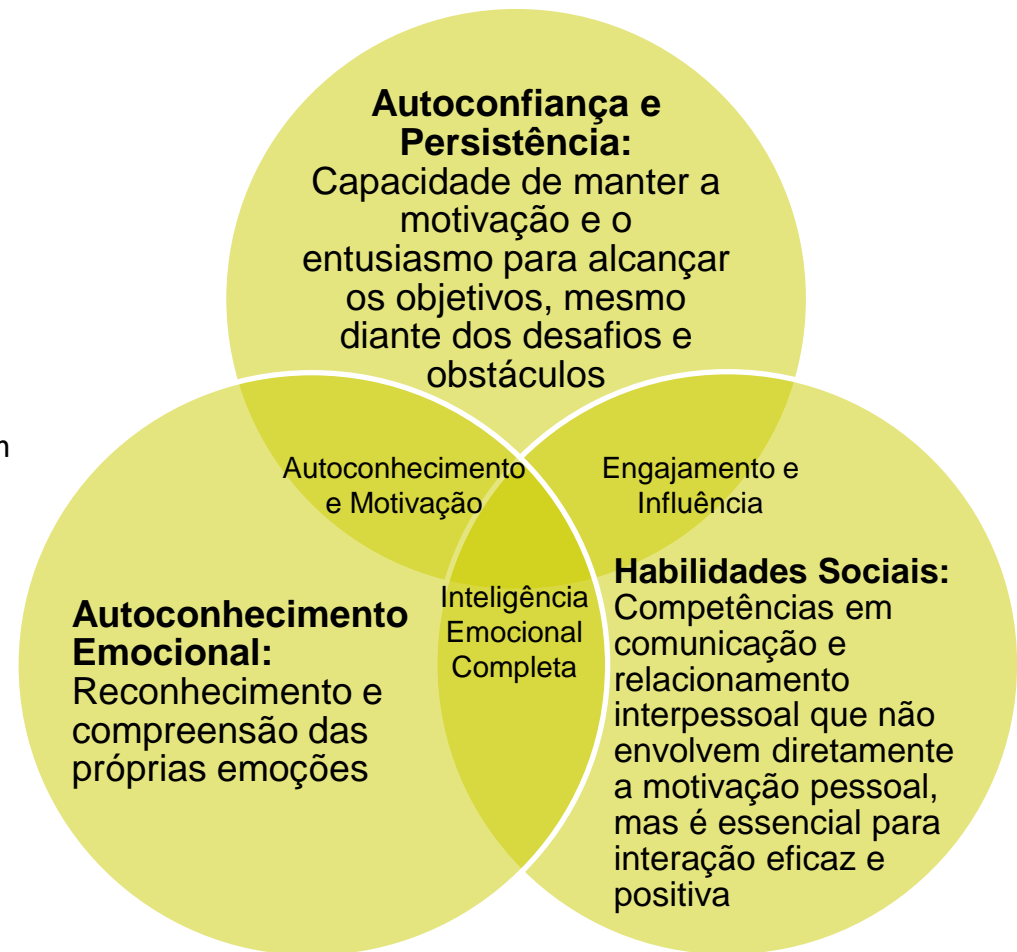 Autoconfiança e
Persistência:
Capacidade de manter a
motivação e o
entusiasmo para alcançar
os objetivos, mesmo
diante dos desafios e
obstáculos
Autoconhecimento
e Motivação
Engajamento e
Influência
Inteligência
Emocional
Completa
Autoconhecimento
Emocional:
Reconhecimento e
compreensão das
próprias emoções
Habilidades Sociais:
Competências em
comunicação e
relacionamento
interpessoal que não
envolvem diretamente
a motivação pessoal,
mas é essencial para
interação eficaz e
positiva